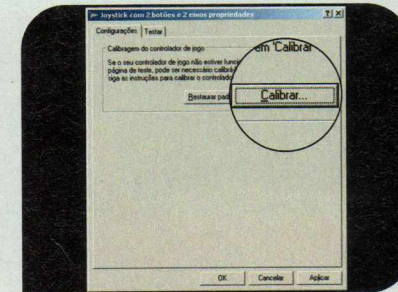 Joystick com 2 botões e 2 eixos propriedades
Configurações Testar
Calibragem do controlador de jogo
Se o seu controlador de jogo não estiver
página de teste, pode ser necessário
siga as instruções para calibrar o
em 'Calibrar
Restaurar
Calibrar...
OK Cancelar Aplicar